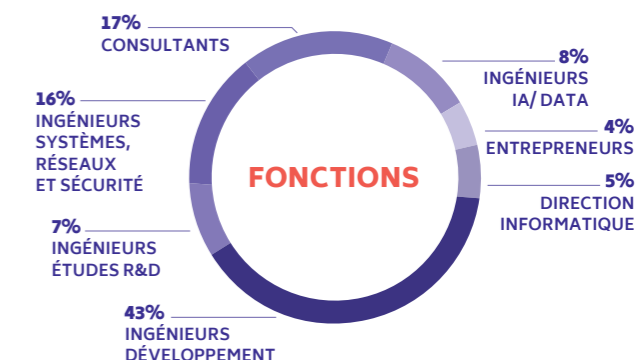 17%
CONSULTANTS
16%
INGÉNIEURS
SYSTÈMES,
RÉSEAUX
ET SÉCURITÉ
7%
INGÉNIEURS
ÉTUDES R&D
43%
INGÉNIEURS
DÉVELOPPEMENT
FONCTIONS
8%
INGÉNIEURS
IA/ DATA
4%
ENTREPRENEURS
5%
DIRECTION
INFORMATIQUE